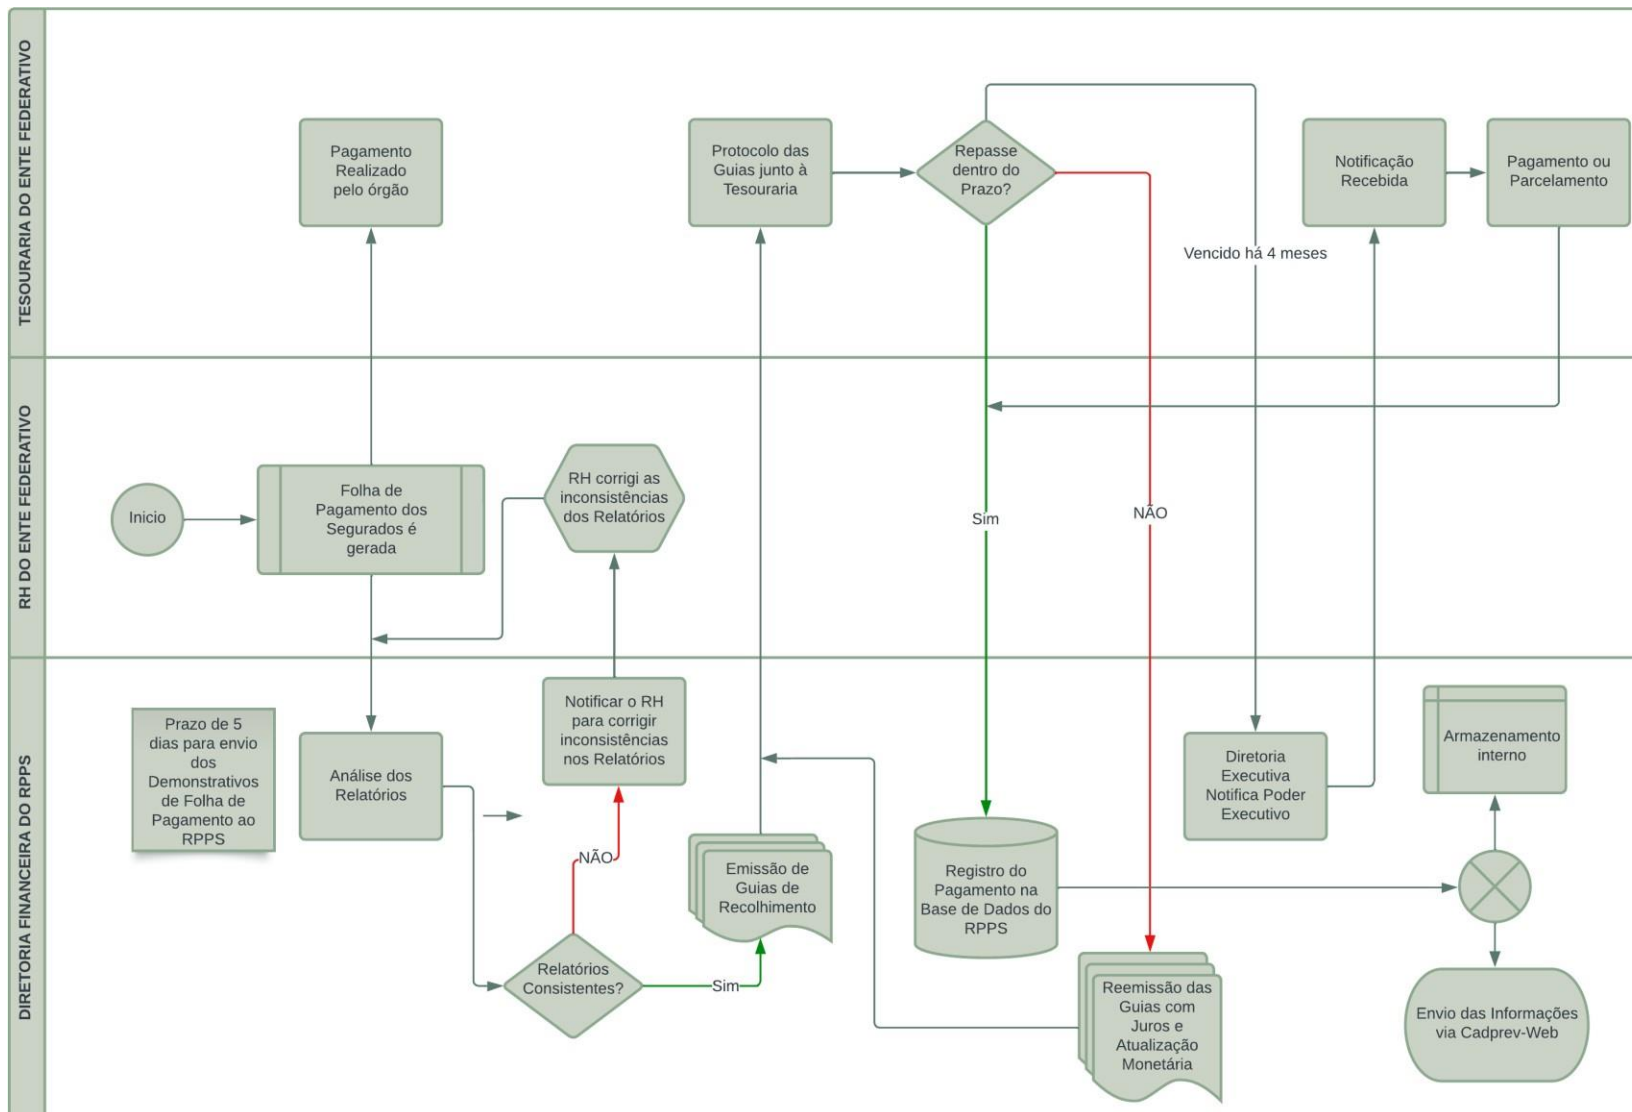 TESOURARIA DO ENTE FEDERATIVO
Pagamento
Realizado
pelo órgão
Protocolo das
Guias junto à
Tesouraria
Repasse
dentro do
Prazo?
Notificação
Recebida
Pagamento ou
Parcelamento
Vencido há 4 meses
RH DO ENTE FEDERATIVO
Inicio
Folha de
Pagamento dos
Segurados é
gerada
RH corrigi as
inconsistências
dos Relatórios
Sim
NÃO
DIRETORIA FINANCEIRA DO RPPS
Prazo de 5
dias para envio
dos
Demonstrativos
de Folha de
Pagamento ao
RPPS
Análise dos
Relatórios
Notificar o RH
para corrigir
inconsistências
nos Relatórios
NÃO
Relatórios
Consistentes?
Sim
Emissão de
Guias de
Recolhimento
Registro do
Pagamento na
Base de Dados do
RPPS
Reemissão das
Guias com
Juros e
Atualização
Monetária
Diretoria
Executiva
Notifica Poder
Executivo
Armazenamento
interno
Envio das Informações
via Cadprev-Web